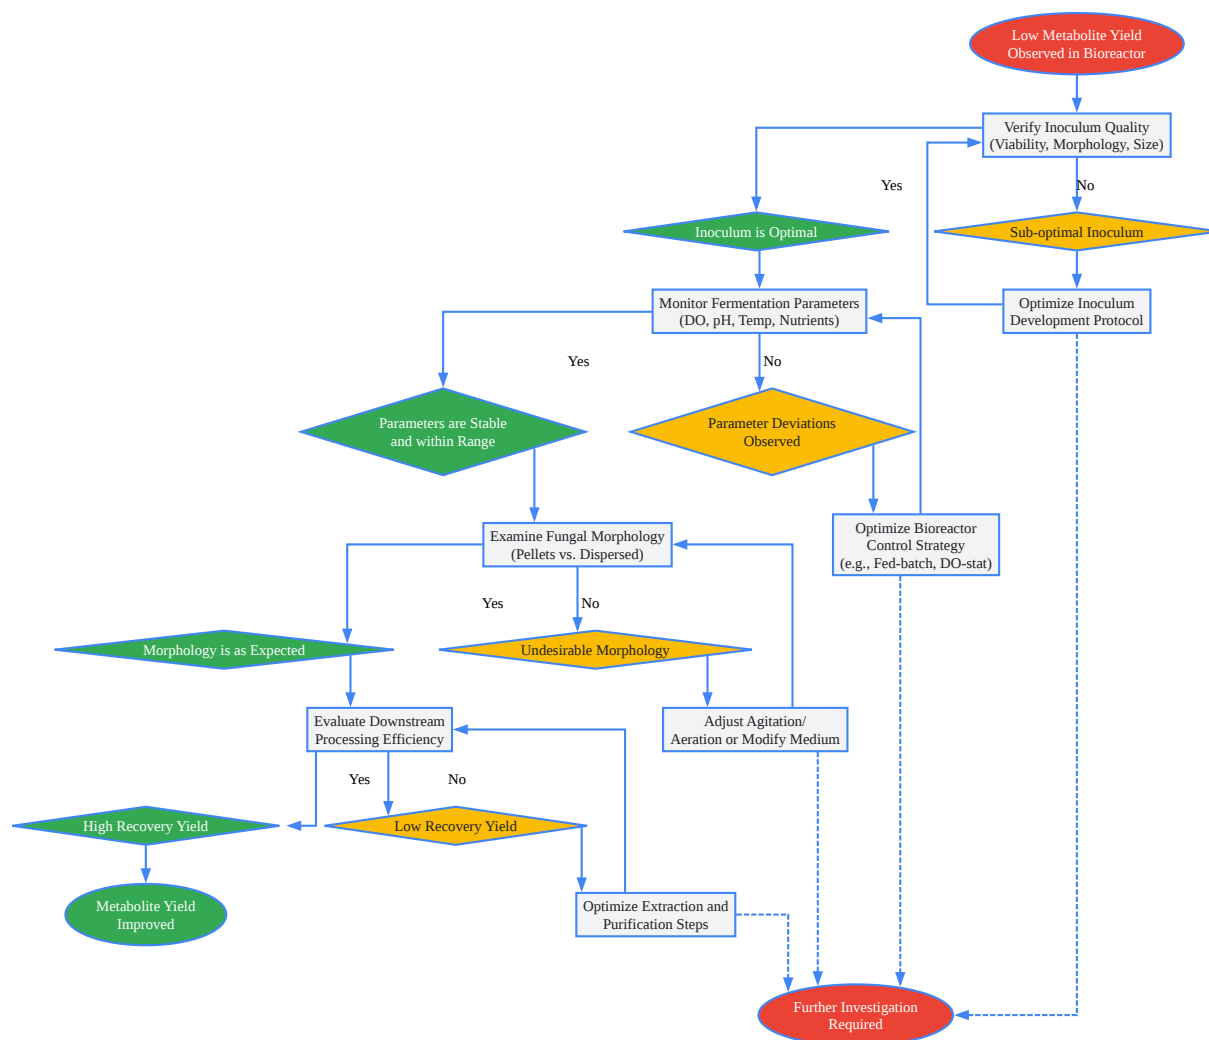 Low Metabolite Yield
Observed in Bioreactor
Verify Inoculum Quality
(Viability, Morphology, Size)
Yes
No
Inoculum is Optimal
Sub-optimal Inoculum
Monitor Fermentation Parameters
(DO, pH, Temp, Nutrients)
Optimize Inoculum
Development Protocol
Yes
No
Parameters are Stable
and within Range
Parameter Deviations
Observed
Examine Fungal Morphology
(Pellets vs. Dispersed)
Optimize Bioreactor
Control Strategy
(e.g., Fed-batch, DO-stat)
Yes
No
Morphology is as Expected
Undesirable Morphology
Evaluate Downstream
Processing Efficiency
Adjust Agitation/
Aeration or Modify Medium
Yes
No
High Recovery Yield
Low Recovery Yield
Metabolite Yield
Improved
Optimize Extraction and
Purification Steps
Further Investigation
Required